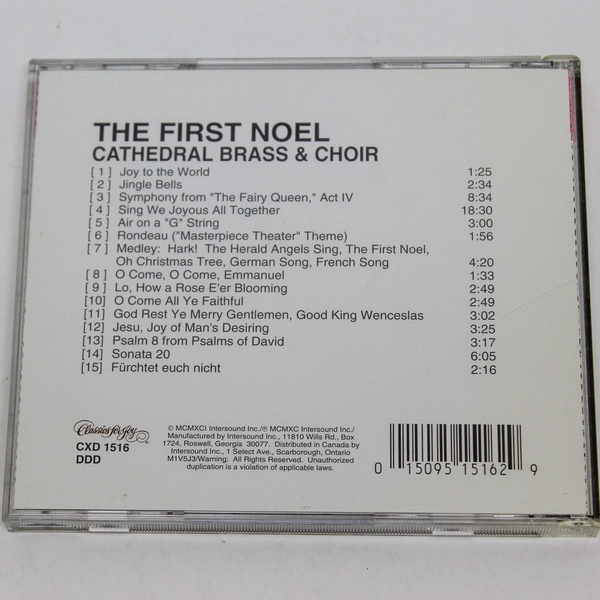 THE FIRST NOEL
CATHEDRAL BRASS & CHOIR
[ 1 ] Joy to the World 1:25
[ 2 ] Jingle Bells 2:34
[ 3 ] Symphony from "The Fairy Queen," Act IV 8:34
[ 4 ] Sing We Joyous All Together 18:30
[ 5 ] Air on a "G" String 3:00
[ 6 ] Rondeau ("Masterpiece Theater" Theme) 1:56
[ 7 ] Medley: Hark! The Herald Angels Sing, The First Noel,
Oh Christmas Tree, German Song, French Song 4:20
[ 8 ] O Come, O Come, Emmanuel 1:33
[ 9 ] Lo, How a Rose E'er Blooming 2:49
[10] O Come All Ye Faithful 2:49
[11] God Rest Ye Merry Gentlemen, Good King Wenceslas 3:02
[12] Jesu, Joy of Man's Desiring 3:25
[13] Psalm 8 from Psalms of David 3:17
[14] Sonata 20 6:05
[15] Fürchtet euch nicht 2:16
Classics for Joy
CXD 1516
DDD
© MCMXCI Intersound Inc./℗ MCMXC Intersound Inc./
Manufactured by Intersound Inc., 11810 Wills Rd., Box
1724, Roswell, Georgia 30077. Distributed in Canada by
Intersound Inc., 1 Select Ave., Scarborough, Ontario
M1V5J3/Warning: All Rights Reserved. Unauthorized
duplication is a violation of applicable laws.
0 15095 15162 9